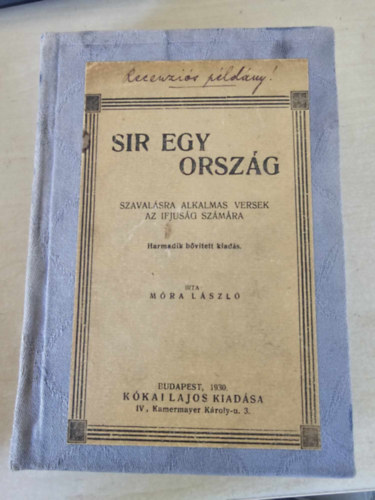 Recenziós példány!
SIR EGY
ORSZÁG
SZAVALÁSRA ALKALMAS VERSEK
AZ IFJUSÁG SZÁMÁRA
Harmadik bővitett kiadás.
IRTA
MÓRA LÁSZLÓ
BUDAPEST, 1930.
KÓKAI LAJOS KIADÁSA
IV., Kamermayer Károly-u. 3.